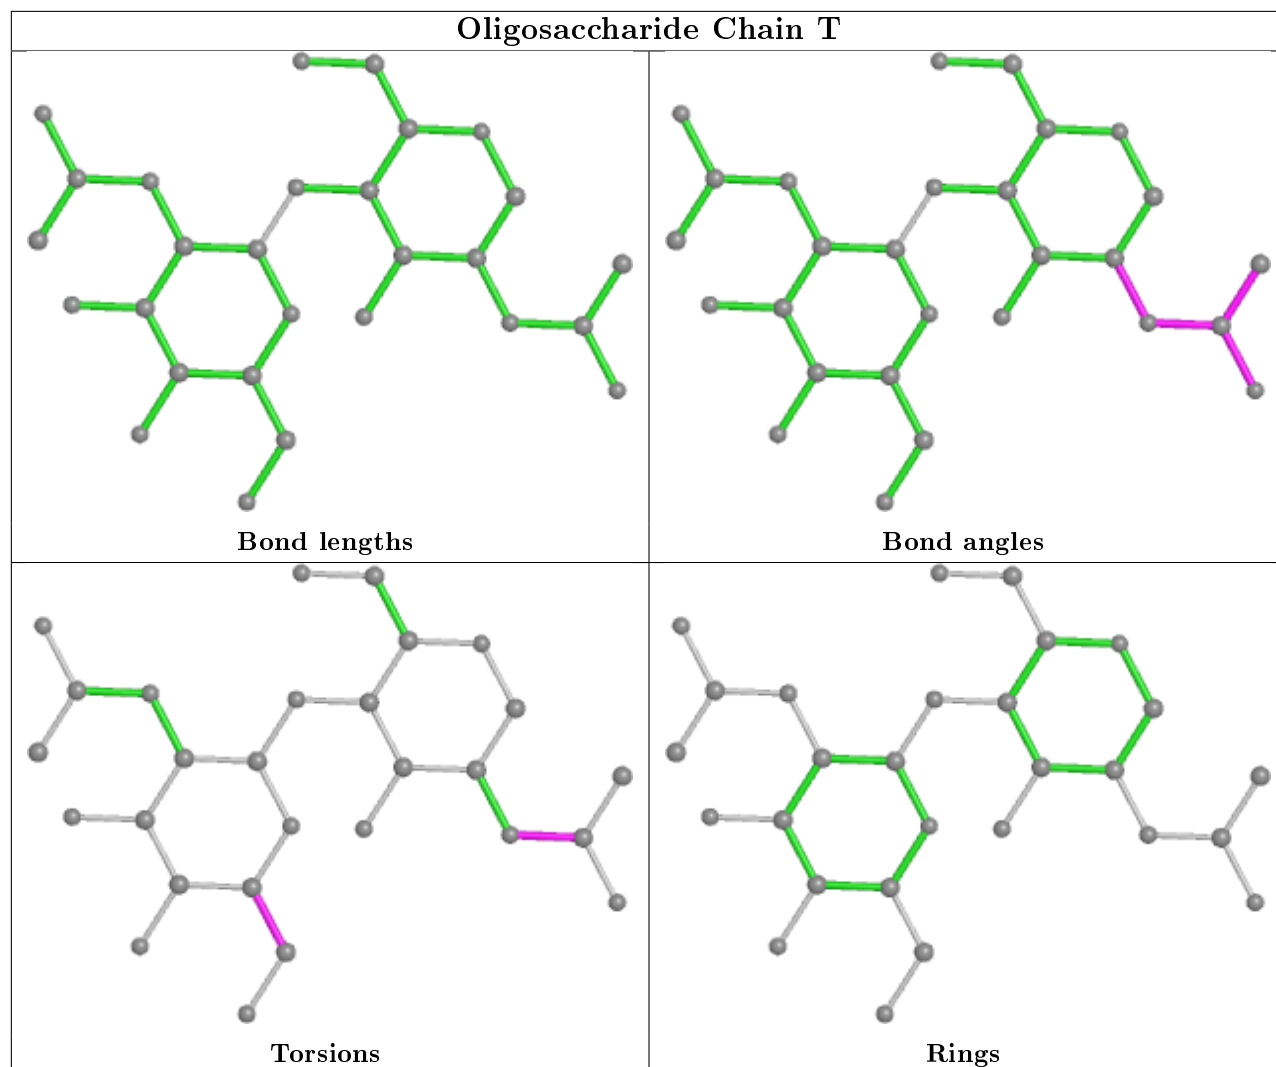 Oligosaccharide Chain T
Bond lengths
Bond angles
Torsions
Rings